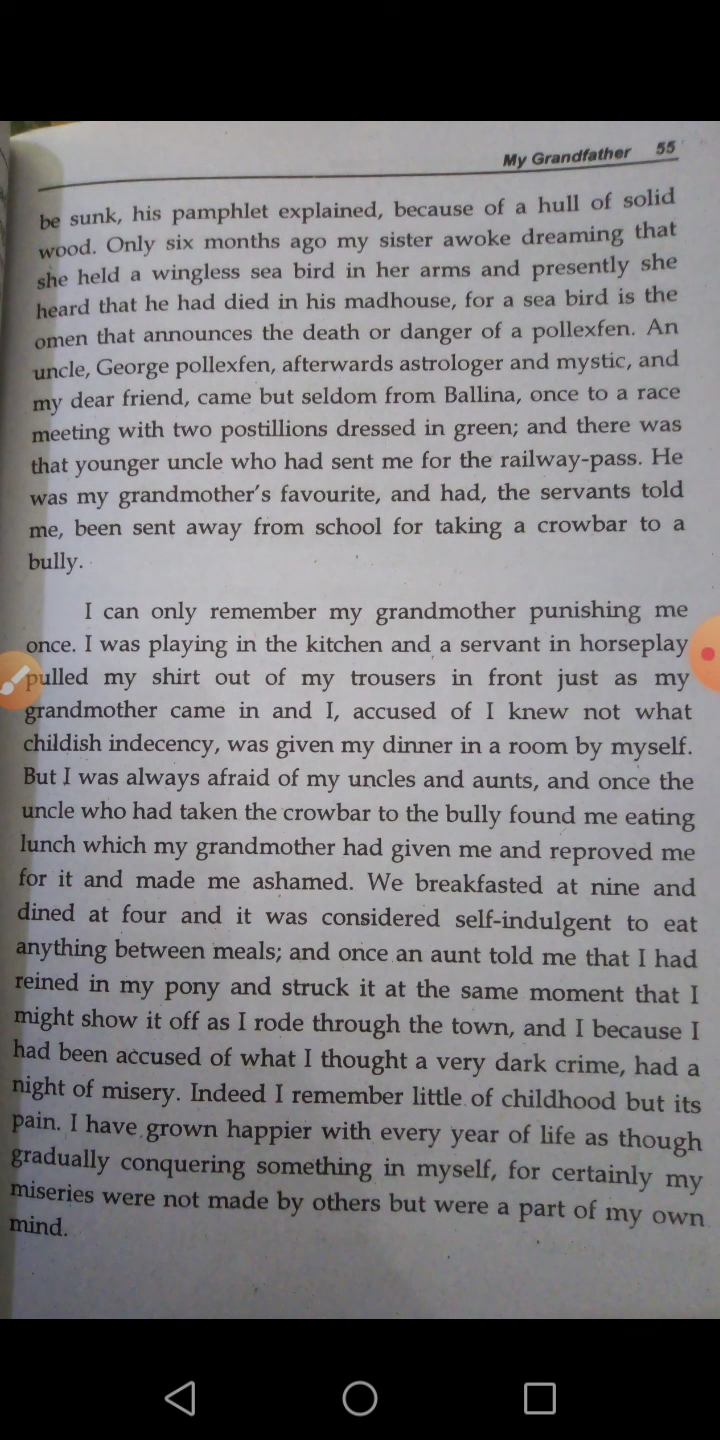 My Grandfather 55
be sunk, his pamphlet explained, because of a hull of solid
wood. Only six months ago my sister awoke dreaming that
she held a wingless sea bird in her arms and presently she
heard that he had died in his madhouse, for a sea bird is the
omen that announces the death or danger of a pollexfen. An
uncle, George pollexfen, afterwards astrologer and mystic, and
my dear friend, came but seldom from Ballina, once to a race
meeting with two postillions dressed in green; and there was
that younger uncle who had sent me for the railway-pass. He
was my grandmother's favourite, and had, the servants told
me, been sent away from school for taking a crowbar to a
bully.
I can only remember my grandmother punishing me
once. I was playing in the kitchen and a servant in horseplay
pulled my shirt out of my trousers in front just as my
grandmother came in and I, accused of I knew not what
childish indecency, was given my dinner in a room by myself.
But I was always afraid of my uncles and aunts, and once the
uncle who had taken the crowbar to the bully found me eating
lunch which my grandmother had given me and reproved me
for it and made me ashamed. We breakfasted at nine and
dined at four and it was considered self-indulgent to eat
anything between meals; and once an aunt told me that I had
reined in my pony and struck it at the same moment that I
might show it off as I rode through the town, and I because I
had been accused of what I thought a very dark crime, had a
night of misery. Indeed I remember little of childhood but its
pain. I have grown happier with every year of life as though
gradually conquering something in myself, for certainly my
miseries were not made by others but were a part of my own
mind.